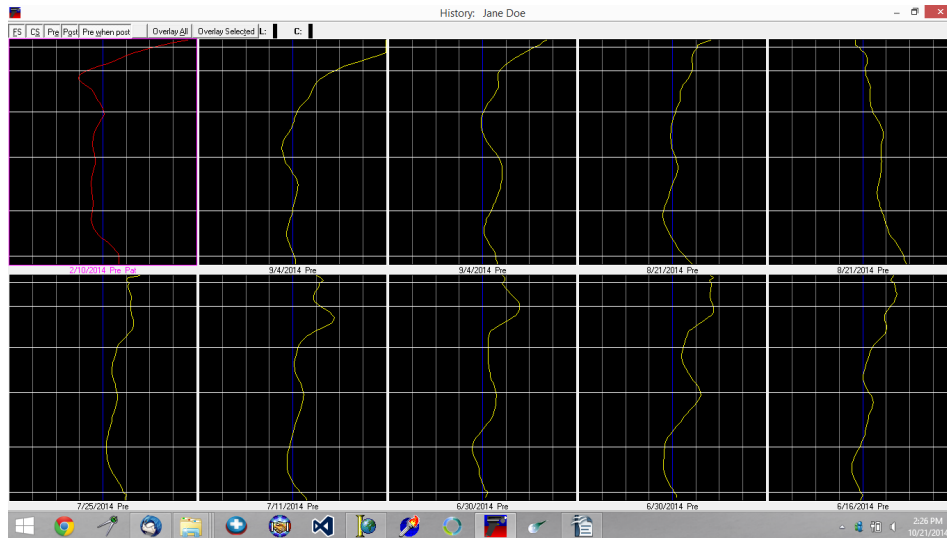 History: Jane Doe
FS CS Pre Post Pre when post Overlay All Overlay Selected L: C:
2/10/2014 Pre Pat 9/4/2014 Pre 9/4/2014 Pre 8/21/2014 Pre 8/21/2014 Pre
7/25/2014 Pre 7/11/2014 Pre 6/30/2014 Pre 6/30/2014 Pre 6/16/2014 Pre
2:26 PM
10/21/2014